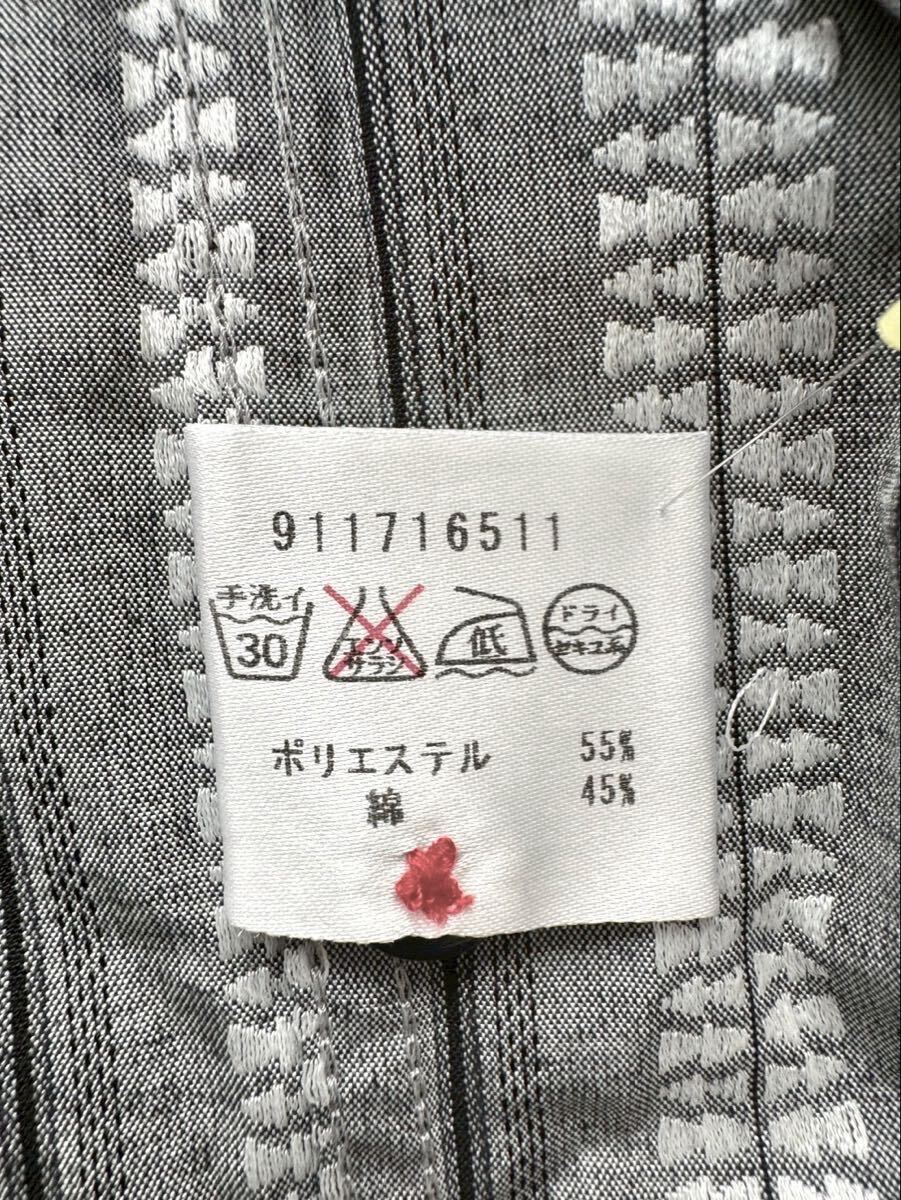 911716511
手洗イ
30
エンソ
サラシ
低
ドライ
セキユ系
ポリエステル 55%
綿 45%